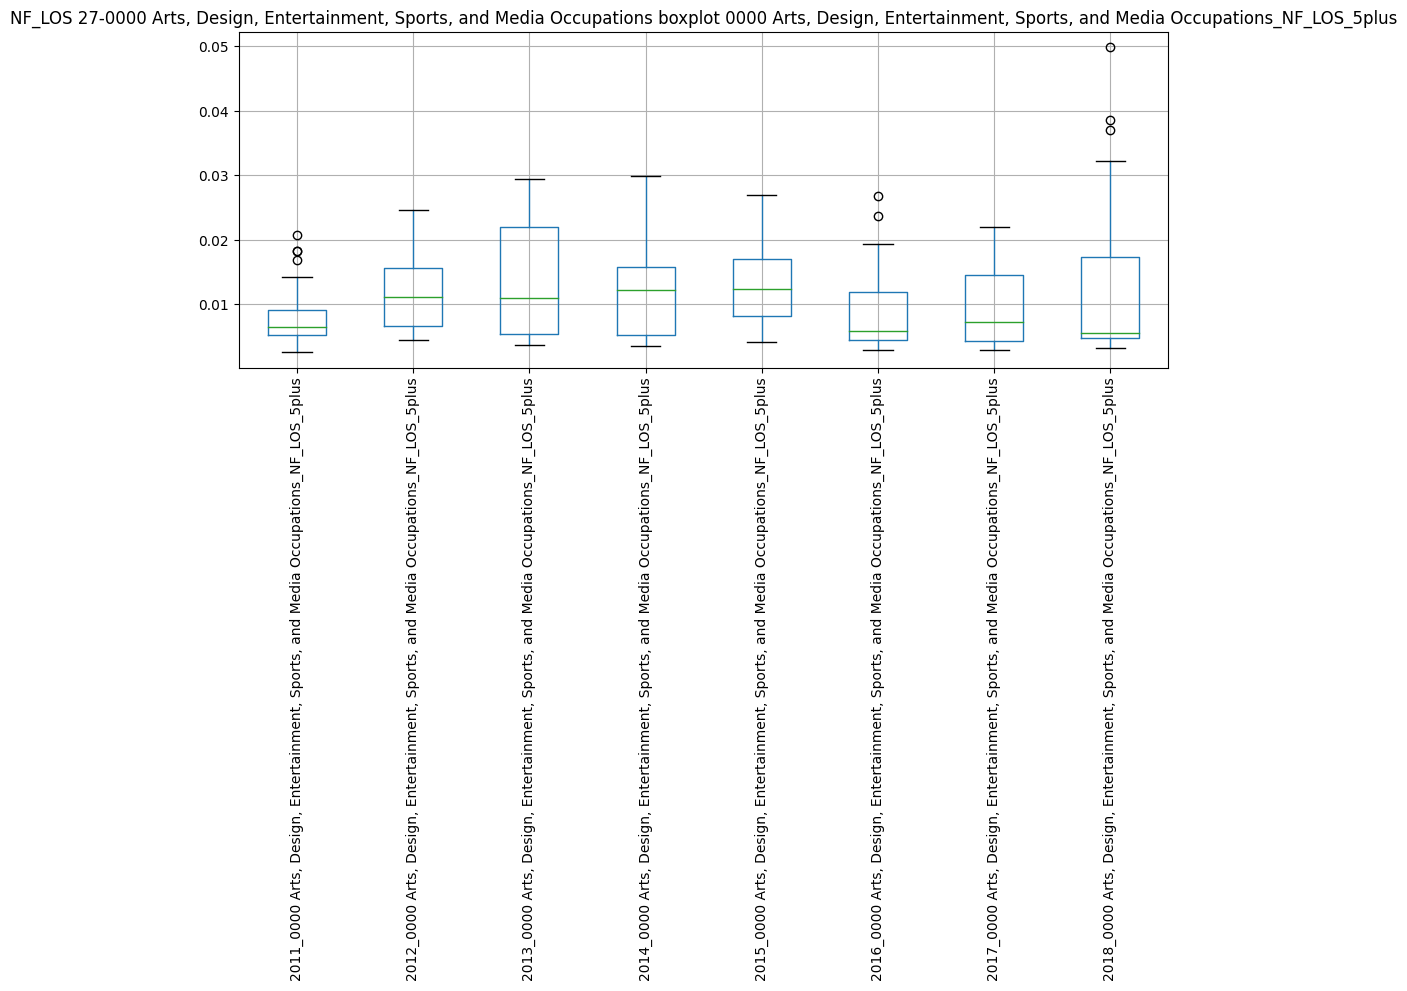 NF_LOS 27-0000 Arts, Design, Entertainment, Sports, and Media Occupations boxplot 0000 Arts, Design, Entertainment, Sports, and Media Occupations_NF_LOS_5plus
0.05
0.04
0.03
0.02
0.01
2011_0000 Arts, Design, Entertainment, Sports, and Media Occupations_NF_LOS_5plus
2012_0000 Arts, Design, Entertainment, Sports, and Media Occupations_NF_LOS_5plus
2013_0000 Arts, Design, Entertainment, Sports, and Media Occupations_NF_LOS_5plus
2014_0000 Arts, Design, Entertainment, Sports, and Media Occupations_NF_LOS_5plus
2015_0000 Arts, Design, Entertainment, Sports, and Media Occupations_NF_LOS_5plus
2016_0000 Arts, Design, Entertainment, Sports, and Media Occupations_NF_LOS_5plus
2017_0000 Arts, Design, Entertainment, Sports, and Media Occupations_NF_LOS_5plus
2018_0000 Arts, Design, Entertainment, Sports, and Media Occupations_NF_LOS_5plus